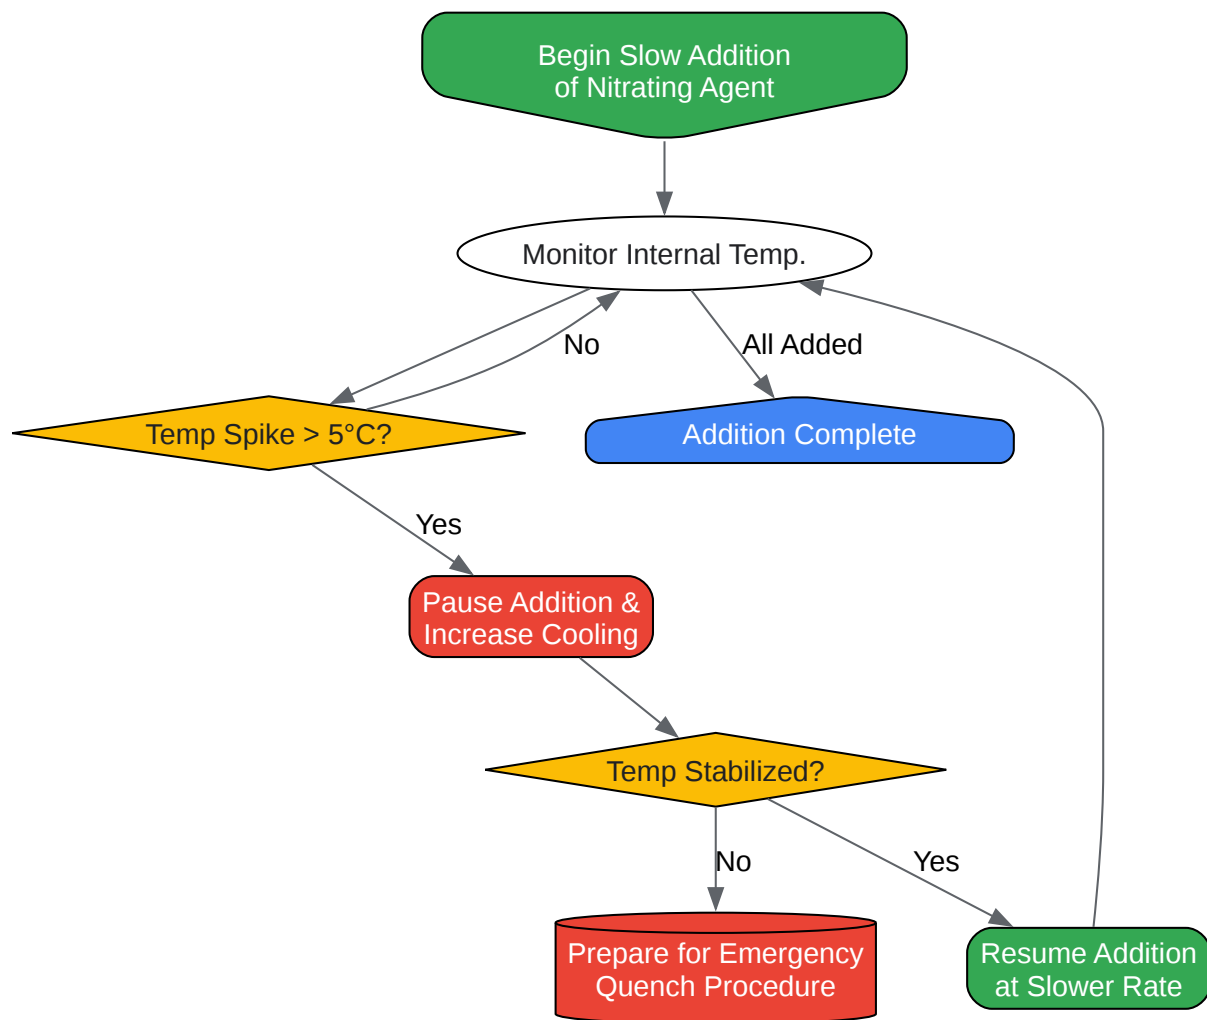 Begin Slow Addition
of Nitrating Agent
Monitor Internal Temp.
No
All Added
Temp Spike > 5°C?
Addition Complete
Yes
Pause Addition &
Increase Cooling
Temp Stabilized?
No
Yes
Prepare for Emergency
Quench Procedure
Resume Addition
at Slower Rate